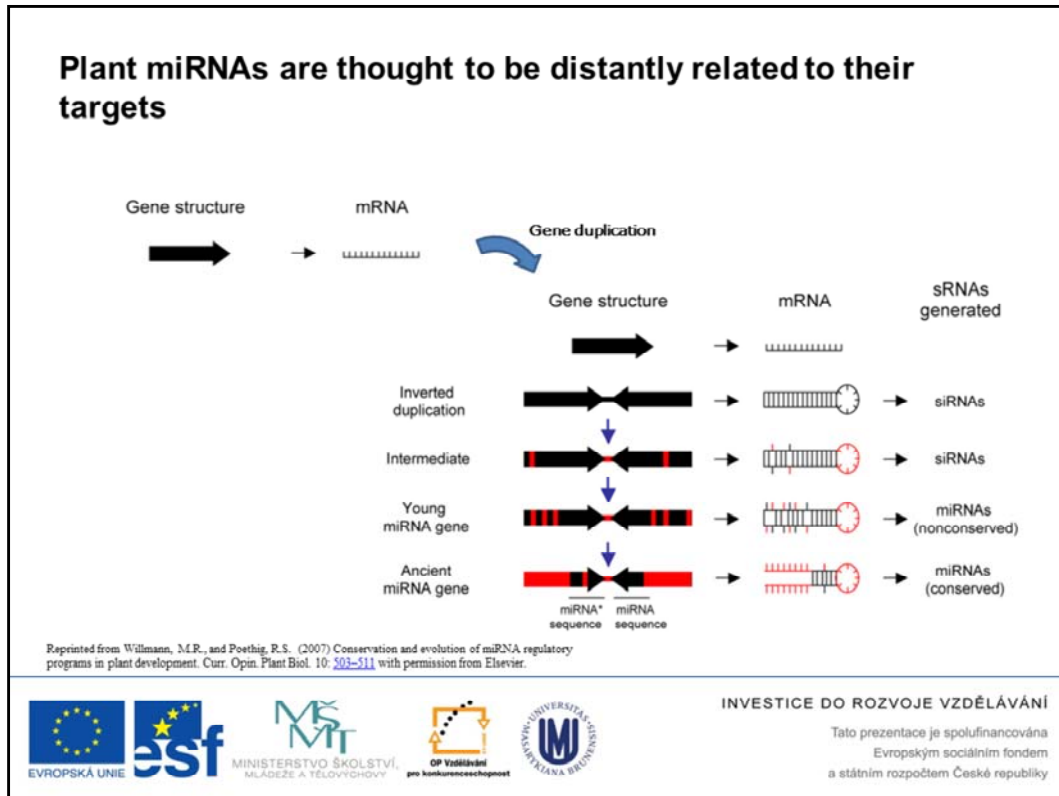 Plant miRNAs are thought to be distantly related to their
targets
Gene structure
mRNA
Gene duplication
Gene structure
mRNA
sRNAs
generated
Inverted
duplication
siRNAs
Intermediate
siRNAs
Young
miRNA gene
miRNAs
(nonconserved)
Ancient
miRNA gene
miRNAs
(conserved)
miRNA*
sequence
miRNA
sequence
Reprinted from Willmann, M.R., and Poethig, R.S. (2007) Conservation and evolution of miRNA regulatory
programs in plant development. Curr. Opin. Plant Biol. 10: 503–511 with permission from Elsevier.
EVROPSKÁ UNIE
esf
MŠMT
MINISTERSTVO ŠKOLSTVÍ,
MLÁDEŽE A TĚLOVÝCHOVY
OP Vzdělávání
pro konkurenceschopnost
UNIVERSITAS MASARYKIANA BRUNENSIS
INVESTICE DO ROZVOJE VZDĚLÁVÁNÍ
Tato prezentace je spolufinancována
Evropským sociálním fondem
a státním rozpočtem České republiky